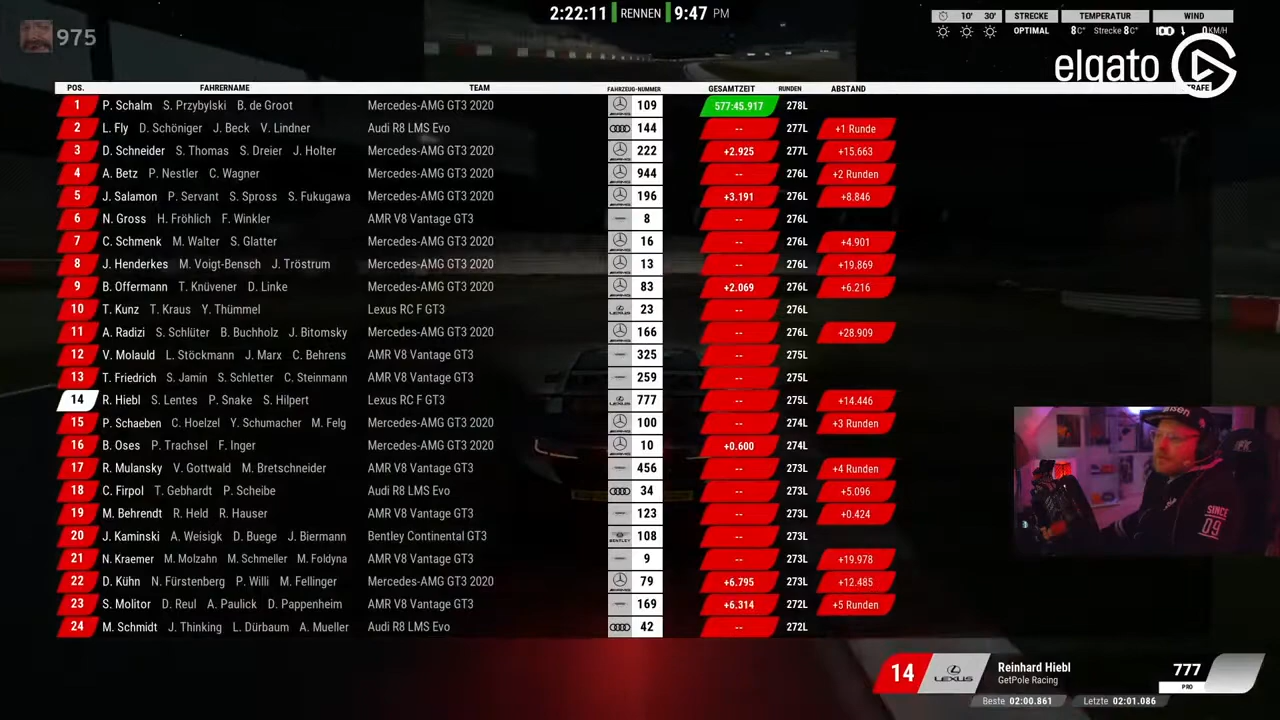 975
2:22:11 RENNEN 9:47 PM
10' 30' STRECKE TEMPERATUR WIND
OPTIMAL 8C° Strecke 8C° 0KM/H
elgato
POS. FAHRERNAME TEAM FAHRZEUG-NUMMER GESAMTZEIT RUNDEN ABSTAND
1 P. Schalm S. Przybylski B. de Groot Mercedes-AMG GT3 2020 109 577:45.917 278L
2 L. Fly D. Schöniger J. Beck V. Lindner Audi R8 LMS Evo 144 -- 277L +1 Runde
3 D. Schneider S. Thomas S. Dreier J. Holter Mercedes-AMG GT3 2020 222 +2.925 277L +15.663
4 A. Betz P. Nestler C. Wagner Mercedes-AMG GT3 2020 944 -- 276L +2 Runden
5 J. Salamon P. Servant S. Spross S. Fukugawa Mercedes-AMG GT3 2020 196 +3.191 276L +8.846
6 N. Gross H. Fröhlich F. Winkler AMR V8 Vantage GT3 8 -- 276L
7 C. Schmenk M. Walter S. Glatter Mercedes-AMG GT3 2020 16 -- 276L +4.901
8 J. Henderkes M. Voigt-Bensch J. Tröstrum Mercedes-AMG GT3 2020 13 -- 276L +19.869
9 B. Offermann T. Knüvener D. Linke Mercedes-AMG GT3 2020 83 +2.069 276L +6.216
10 T. Kunz T. Kraus Y. Thümmel Lexus RC F GT3 LEXUS 23 -- 276L
11 A. Radizi S. Schlüter B. Buchholz J. Bitomsky Mercedes-AMG GT3 2020 166 -- 276L +28.909
12 V. Molauld L. Stöckmann J. Marx C. Behrens AMR V8 Vantage GT3 325 -- 275L
13 T. Friedrich S. Jamin S. Schletter C. Steinmann AMR V8 Vantage GT3 259 -- 275L
14 R. Hiebl S. Lentes P. Snake S. Hilpert Lexus RC F GT3 LEXUS 777 -- 275L +14.446
15 P. Schaeben C. Hoelzel Y. Schumacher M. Felg Mercedes-AMG GT3 2020 100 -- 274L +3 Runden
16 B. Oses P. Trachsel F. Inger Mercedes-AMG GT3 2020 10 +0.600 274L
17 R. Mulansky V. Gottwald M. Bretschneider AMR V8 Vantage GT3 456 -- 273L +4 Runden
18 C. Firpol T. Gebhardt P. Scheibe Audi R8 LMS Evo 34 -- 273L +5.096
19 M. Behrendt R. Held R. Hauser AMR V8 Vantage GT3 123 -- 273L +0.424
20 J. Kaminski A. Weisigk D. Buege J. Biermann Bentley Continental GT3 BENTLEY 108 -- 273L
21 N. Kraemer M. Molzahn M. Schmeller M. Foldyna AMR V8 Vantage GT3 9 -- 273L +19.978
22 D. Kühn N. Fürstenberg P. Willi M. Fellinger Mercedes-AMG GT3 2020 79 +6.795 273L +12.485
23 S. Molitor D. Reul A. Paulick D. Pappenheim AMR V8 Vantage GT3 169 +6.314 272L +5 Runden
24 M. Schmidt J. Thinking L. Dürbaum A. Mueller Audi R8 LMS Evo 42 -- 272L
SINCE
09
14 LEXUS Reinhard Hiebl 777
GetPole Racing PRO
Beste 02:00.861 Letzte 02:01.086